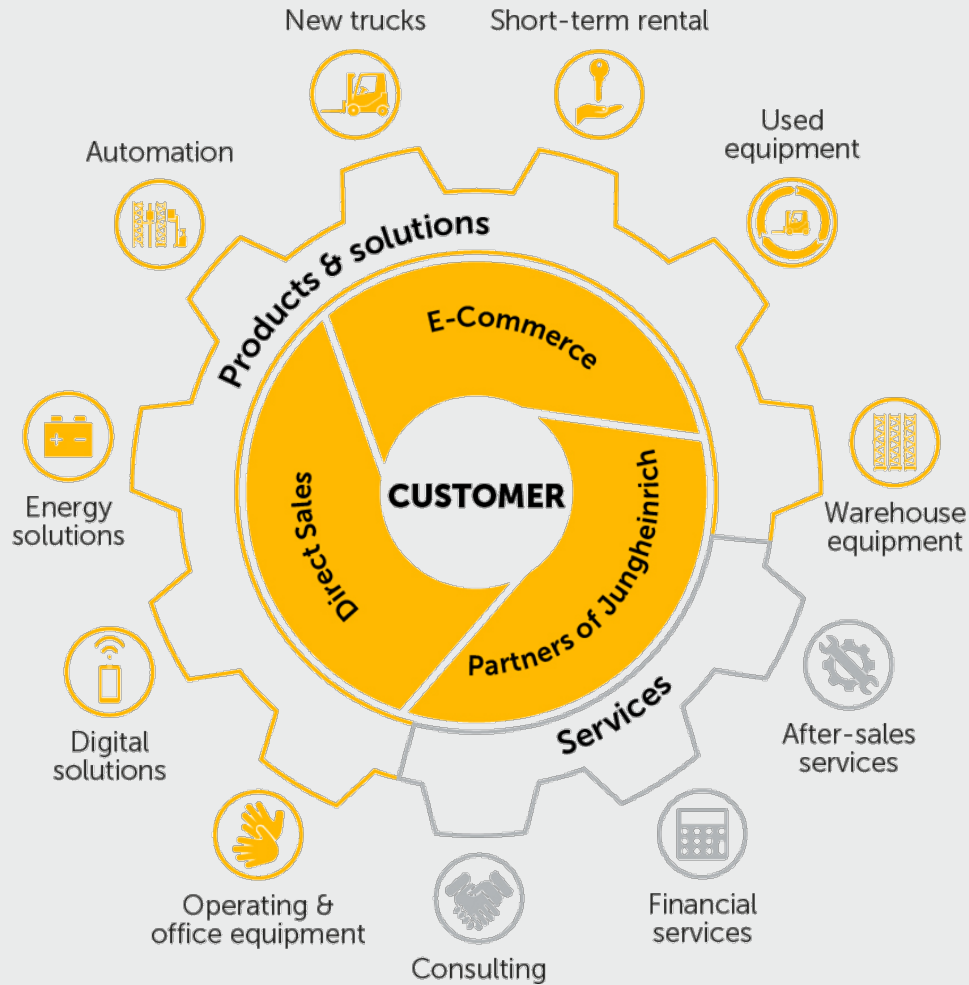 New trucks
Short-term rental
Automation
Used
equipment
Products & solutions
E-Commerce
Energy
solutions
CUSTOMER
Direct Sales
Partners of Jungheinrich
Warehouse
equipment
Services
Digital
solutions
After-sales
services
Operating &
office equipment
Financial
services
Consulting